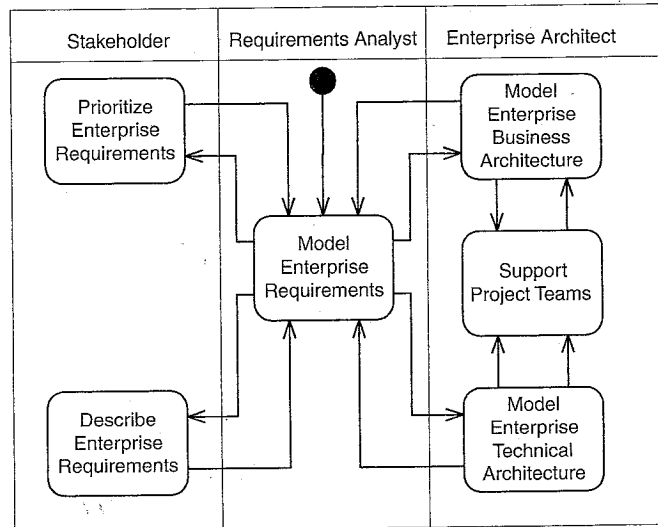 Stakeholder
Requirements Analyst
Enterprise Architect
Prioritize
Enterprise
Requirements
Model
Enterprise
Business
Architecture
Model
Enterprise
Requirements
Support
Project Teams
Describe
Enterprise
Requirements
Model
Enterprise
Technical
Architecture